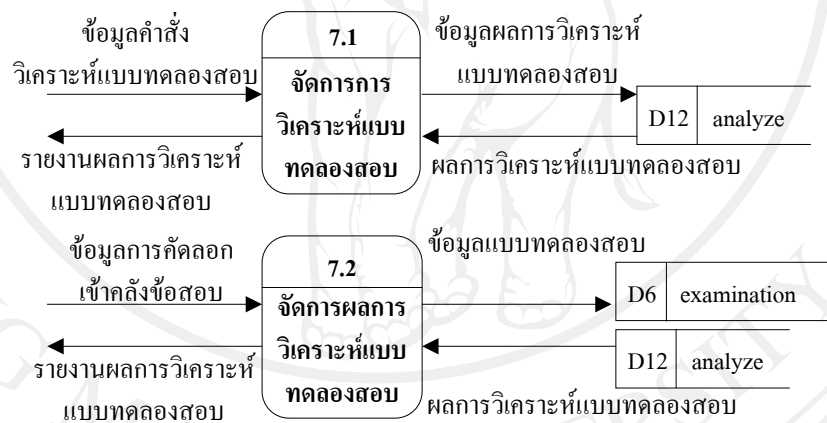 ข้อมูลคำสั่ง
วิเคราะห์แบบทดลองสอบ
7.1
จัดการการ
วิเคราะห์แบบ
ทดลองสอบ
ข้อมูลผลการวิเคราะห์
แบบทดลองสอบ
D12 analyze
รายงานผลการวิเคราะห์
แบบทดลองสอบ
ผลการวิเคราะห์แบบทดลองสอบ
ข้อมูลการคัดลอก
เข้าคลังข้อสอบ
7.2
จัดการผลการ
วิเคราะห์แบบ
ทดลองสอบ
ข้อมูลแบบทดลองสอบ
D6 examination
D12 analyze
รายงานผลการวิเคราะห์
แบบทดลองสอบ
ผลการวิเคราะห์แบบทดลองสอบ